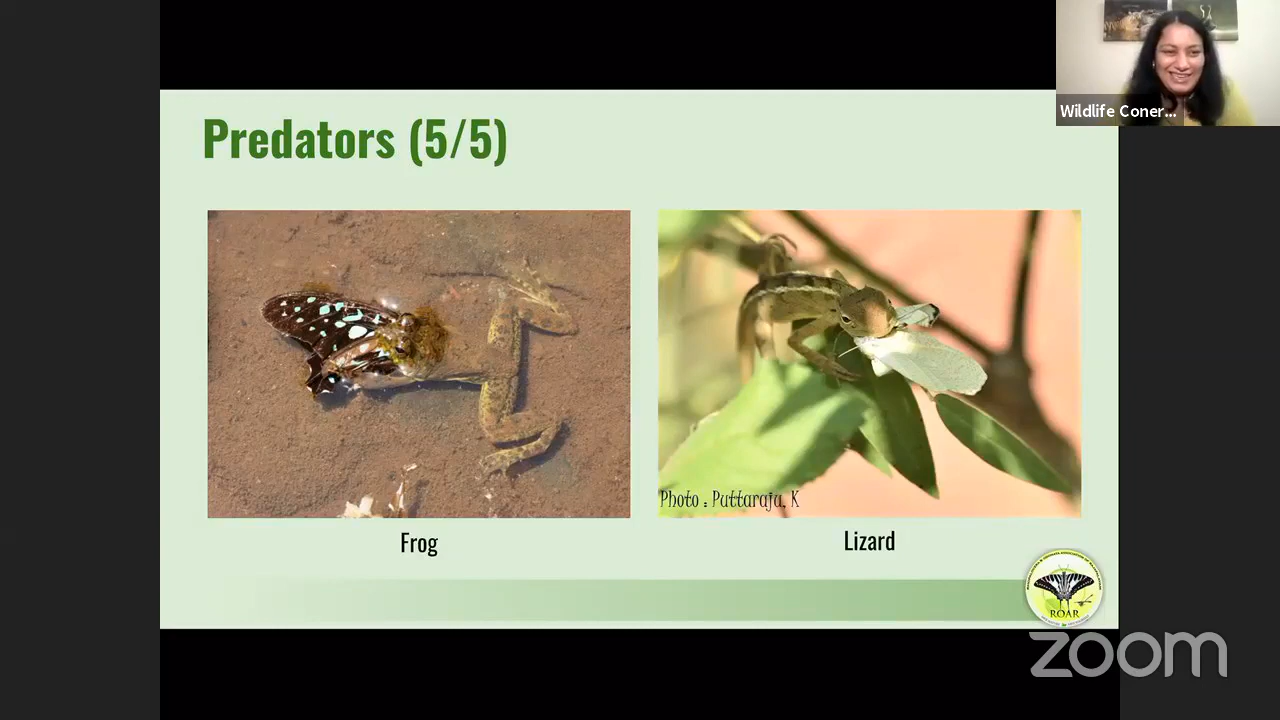 Wildlife Coner...
Predators (5/5)
Photo : Puttaraju. K
Frog
Lizard
ROAR
zoom